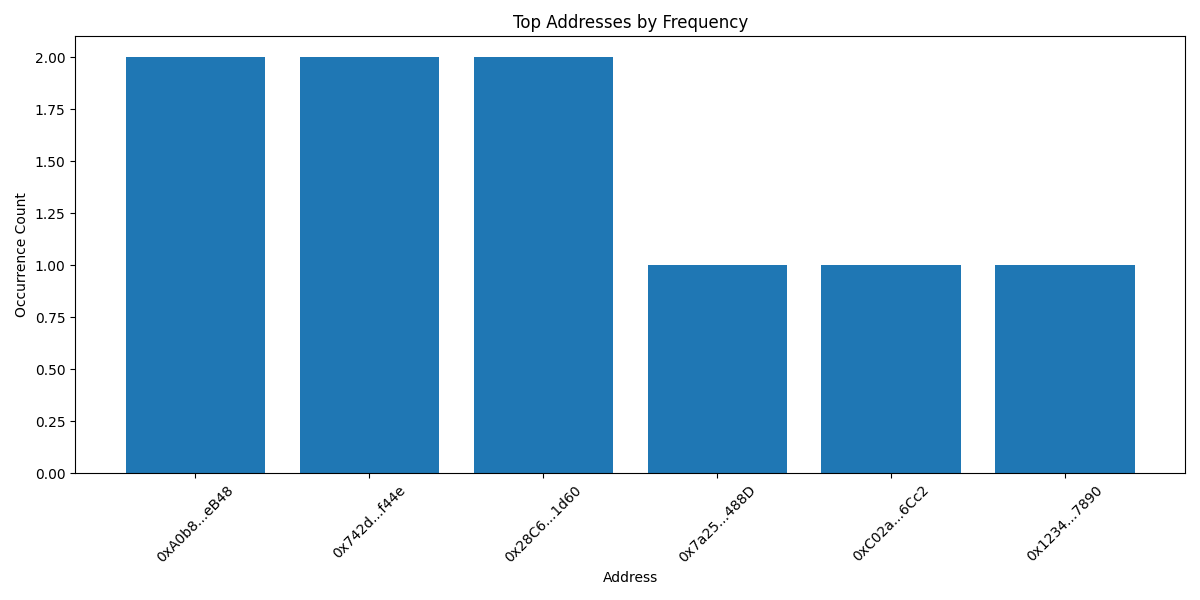 Top Addresses by Frequency
Occurrence Count
2.00
1.75
1.50
1.25
1.00
0.75
0.50
0.25
0.00
0xA0b8...eB48
0x742d...f44e
0x28C6...1d60
0x7a25...488D
0xC02a...6Cc2
0x1234...7890
Address